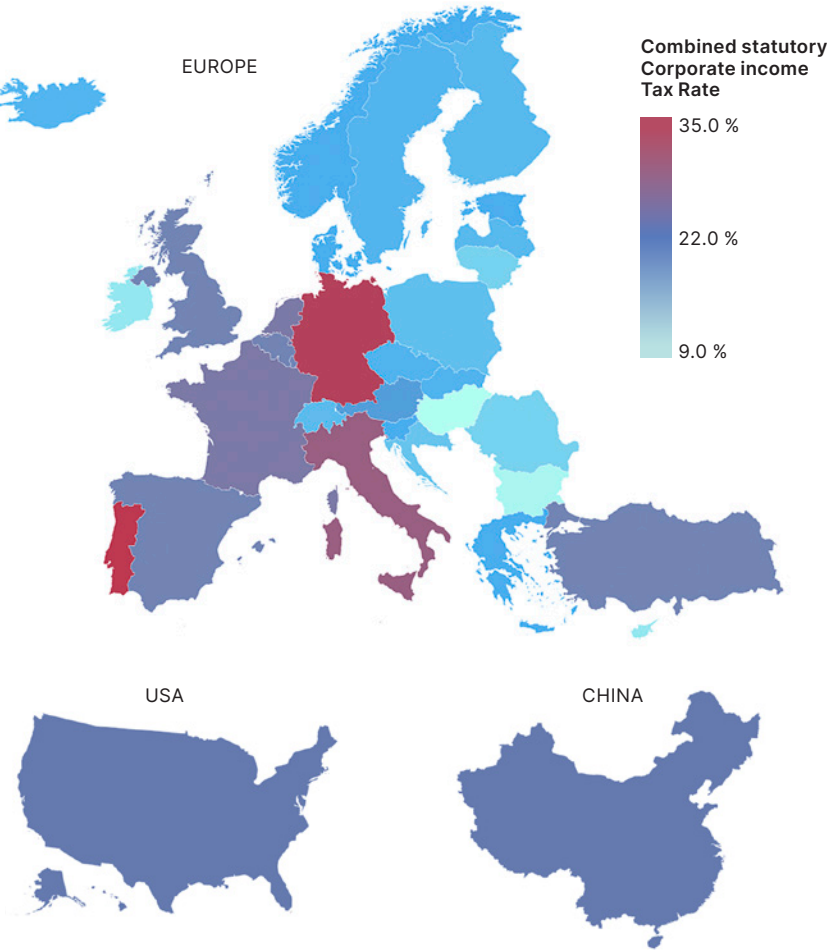 EUROPE
Combined statutory
Corporate income
Tax Rate
35.0 %
22.0 %
9.0 %
USA
CHINA